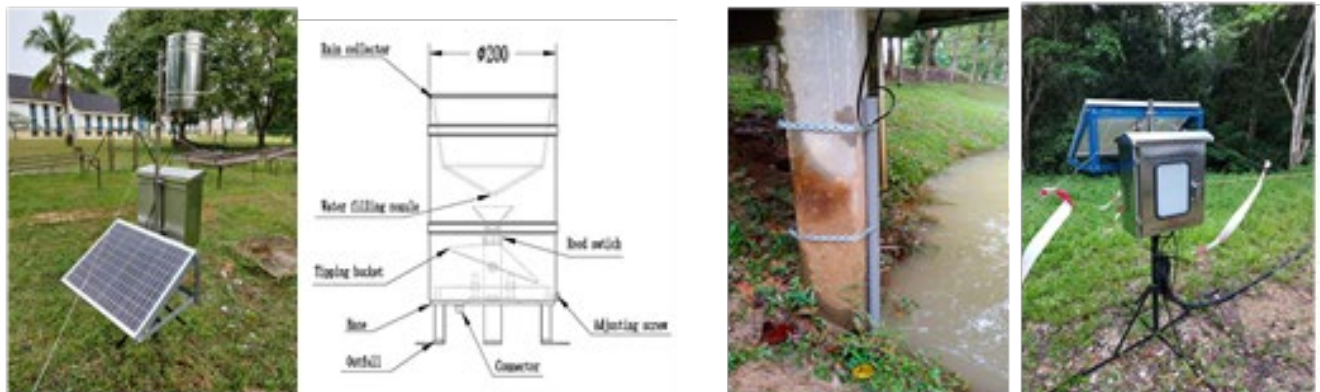 Rain collector
Φ200
Water filling nozzle
Reed switch
Tipping bucket
Base
Adjusting screw
Outfall
Connector